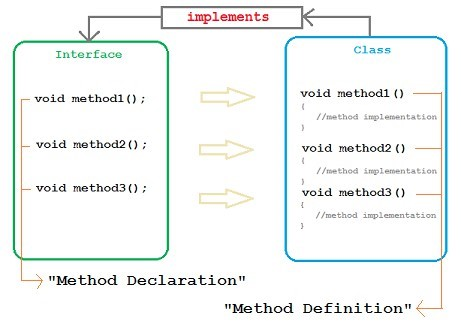 implements
Interface
void method1();
void method2();
void method3();
"Method Declaration"
Class
void method1()
{
//method implementation
}
void method2()
{
//method implementation
}
void method3()
{
//method implementation
}
"Method Definition"